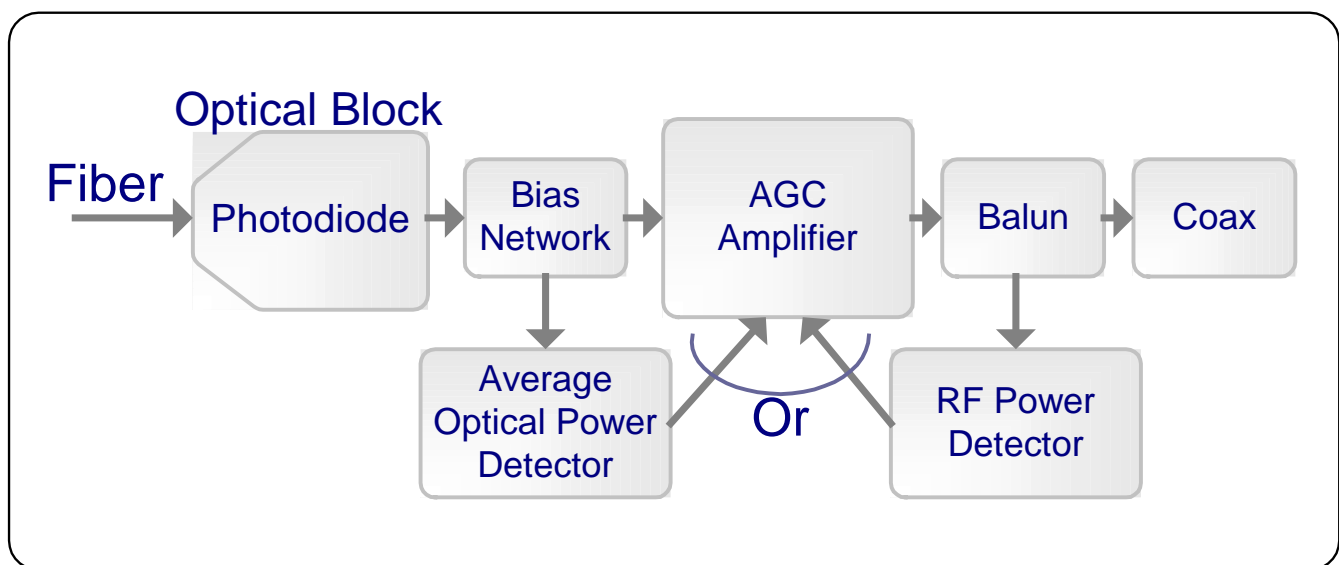 Optical Block
Fiber
Photodiode
Bias
Network
AGC
Amplifier
Balun
Coax
Average
Optical Power
Detector
Or
RF Power
Detector